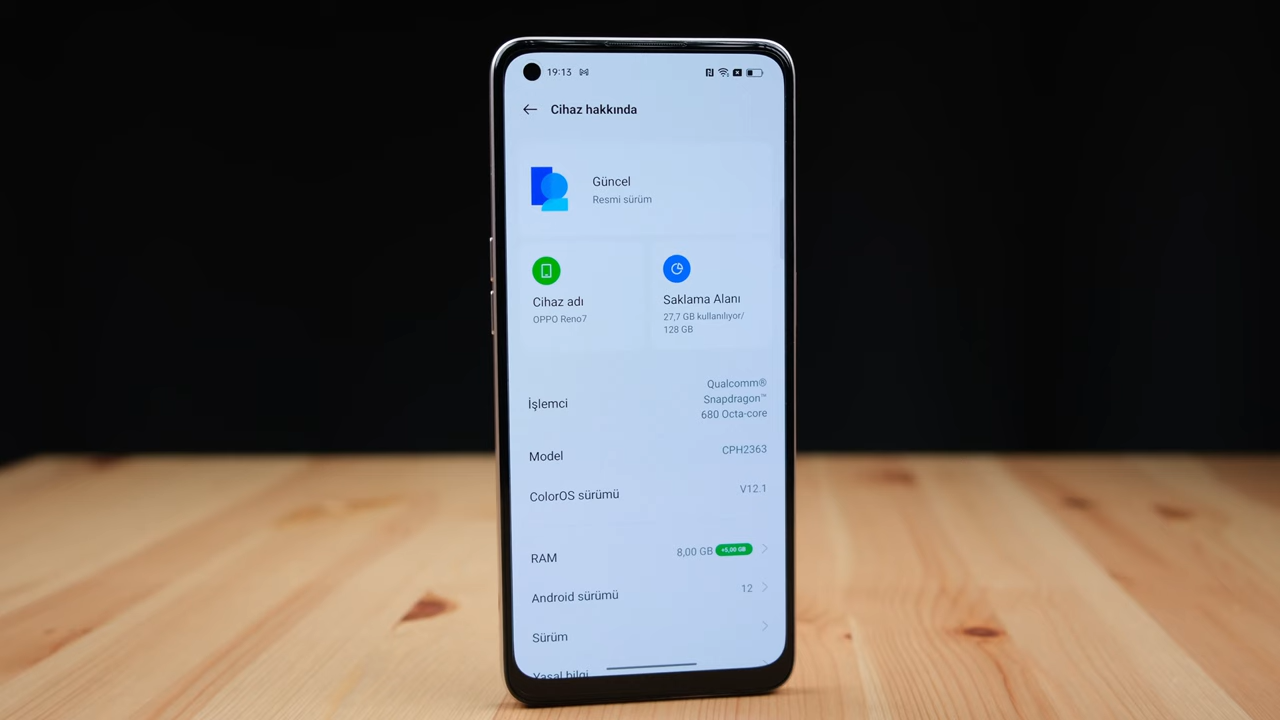 19:13
Cihaz hakkında
Güncel
Resmi sürüm
Cihaz adı
OPPO Reno7
Saklama Alanı
27,7 GB kullanılıyor/
128 GB
İşlemci
Qualcomm®
Snapdragon™
680 Octa-core
Model
CPH2363
ColorOS sürümü
V12.1
RAM
8,00 GB +5,00 GB
Android sürümü
12
Sürüm
Yasal bilgi